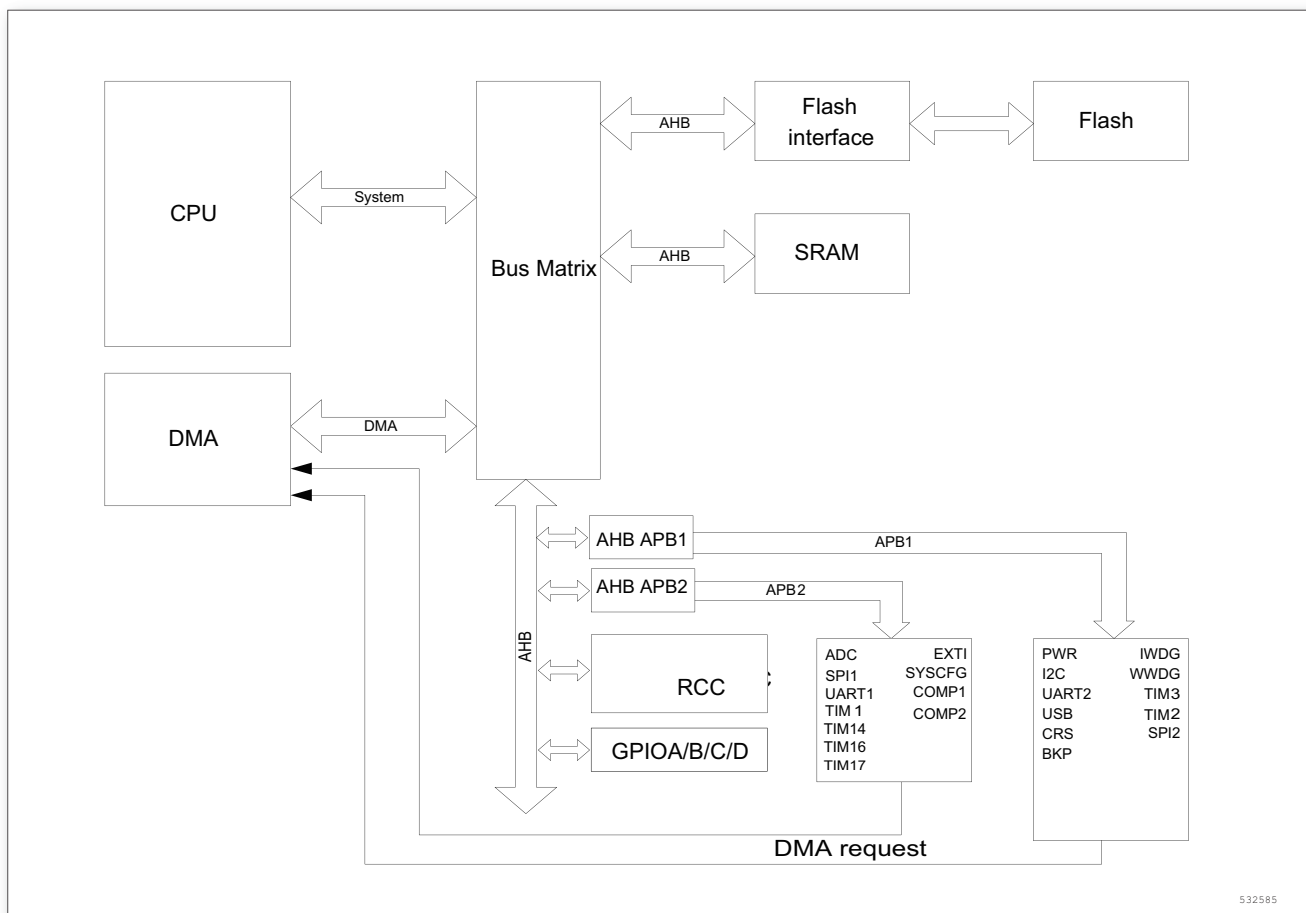 CPU
System
Bus Matrix
AHB
Flash
interface
Flash
AHB
SRAM
DMA
DMA
AHB
AHB APB1
APB1
AHB APB2
APB2
RCC
GPIOA/B/C/D
ADC
SPI1
UART1
TIM 1
TIM14
TIM16
TIM17
EXTI
SYSCFG
COMP1
COMP2
PWR
I2C
UART2
USB
CRS
BKP
IWDG
WWDG
TIM3
TIM2
SPI2
DMA request
532585